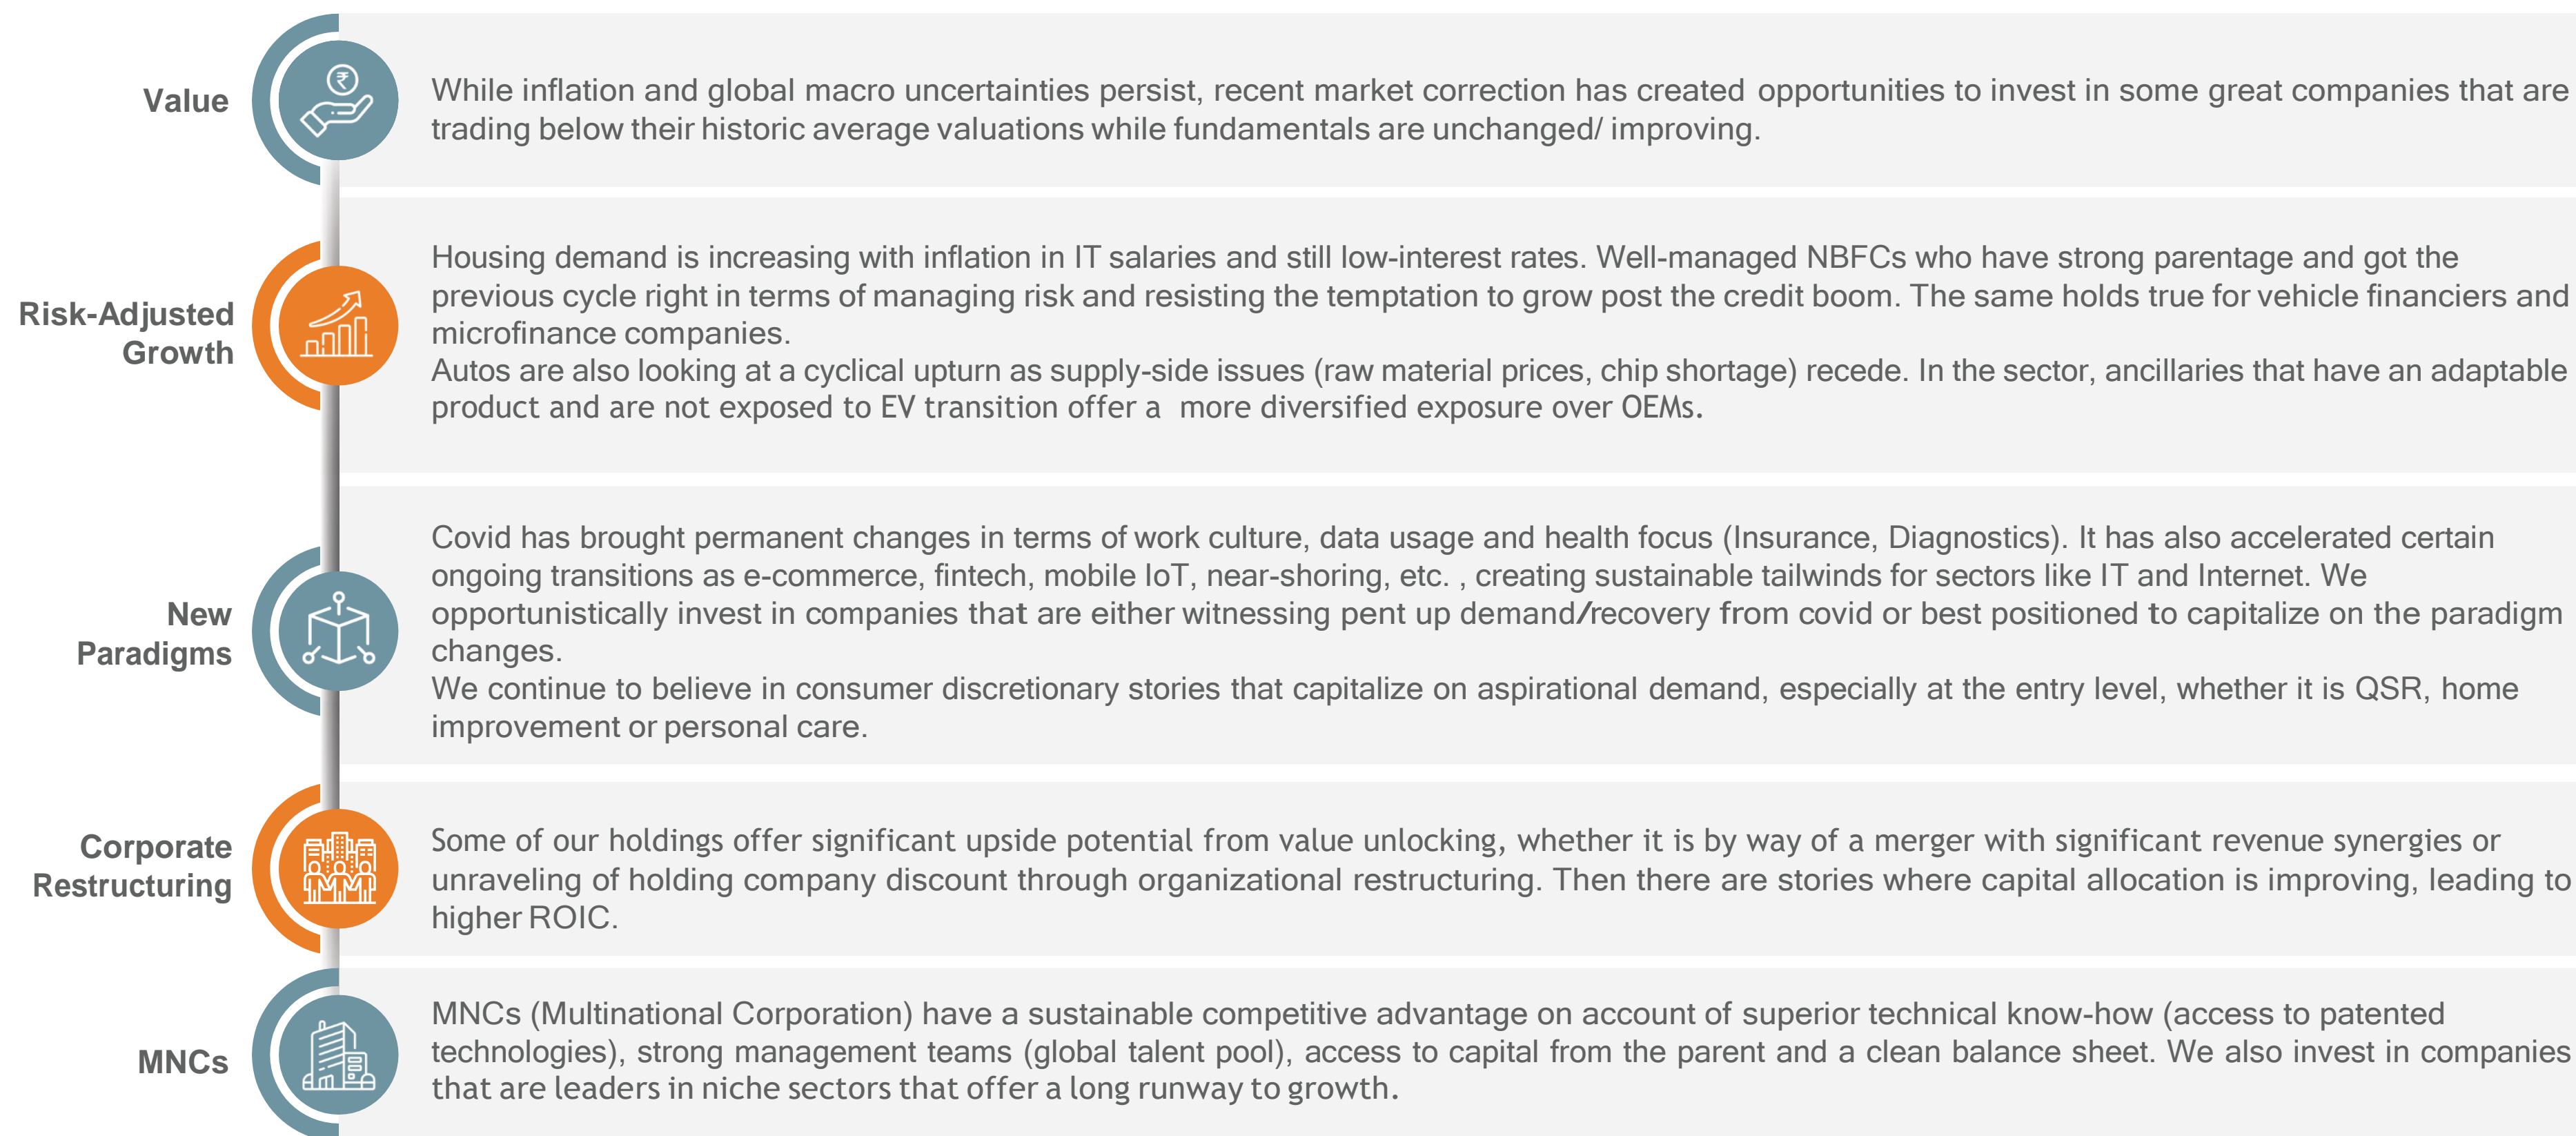 Value
While inflation and global macro uncertainties persist, recent market correction has created opportunities to invest in some great companies that are
trading below their historic average valuations while fundamentals are unchanged/ improving.
Risk-Adjusted
Growth
Housing demand is increasing with inflation in IT salaries and still low-interest rates. Well-managed NBFCs who have strong parentage and got the
previous cycle right in terms of managing risk and resisting the temptation to grow post the credit boom. The same holds true for vehicle financiers and
microfinance companies.
Autos are also looking at a cyclical upturn as supply-side issues (raw material prices, chip shortage) recede. In the sector, ancillaries that have an adaptable
product and are not exposed to EV transition offer a more diversified exposure over OEMs.
New
Paradigms
Covid has brought permanent changes in terms of work culture, data usage and health focus (Insurance, Diagnostics). It has also accelerated certain
ongoing transitions as e-commerce, fintech, mobile IoT, near-shoring, etc. , creating sustainable tailwinds for sectors like IT and Internet. We
opportunistically invest in companies that are either witnessing pent up demand/recovery from covid or best positioned to capitalize on the paradigm
changes.
We continue to believe in consumer discretionary stories that capitalize on aspirational demand, especially at the entry level, whether it is QSR, home
improvement or personal care.
Corporate
Restructuring
Some of our holdings offer significant upside potential from value unlocking, whether it is by way of a merger with significant revenue synergies or
unraveling of holding company discount through organizational restructuring. Then there are stories where capital allocation is improving, leading to
higher ROIC.
MNCs
MNCs (Multinational Corporation) have a sustainable competitive advantage on account of superior technical know-how (access to patented
technologies), strong management teams (global talent pool), access to capital from the parent and a clean balance sheet. We also invest in companies
that are leaders in niche sectors that offer a long runway to growth.